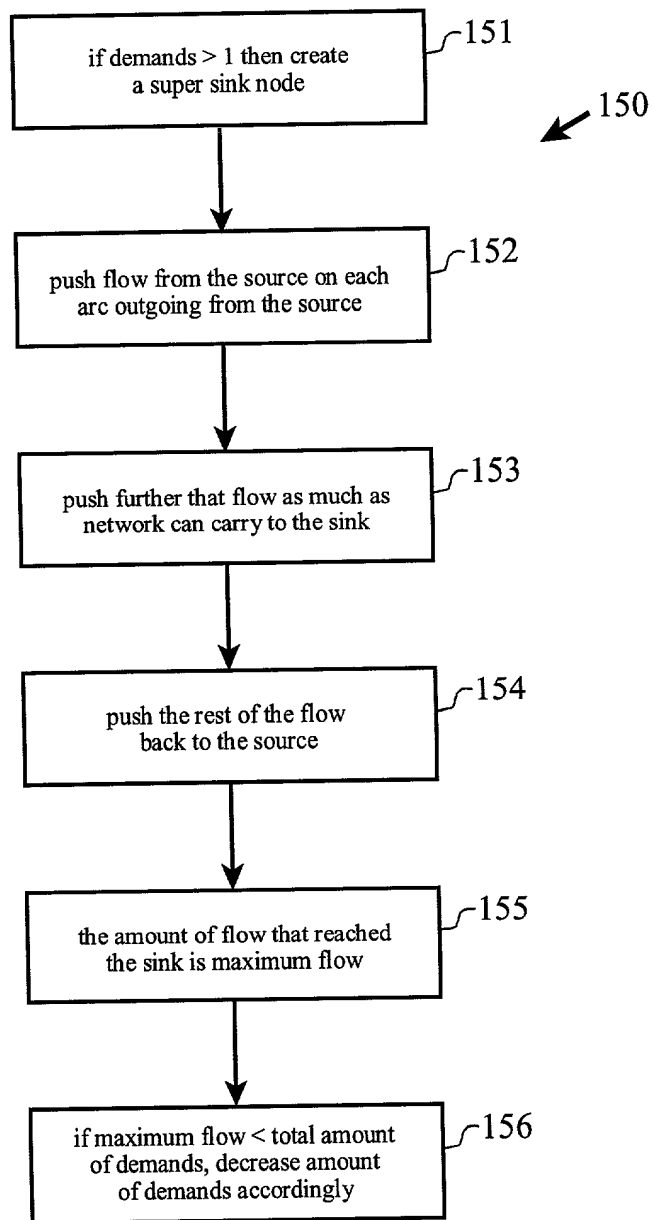 if demands > 1 then create
a super sink node
151
150
push flow from the source on each
arc outgoing from the source
152
push further that flow as much as
network can carry to the sink
153
push the rest of the flow
back to the source
154
the amount of flow that reached
the sink is maximum flow
155
if maximum flow < total amount
of demands, decrease amount
of demands accordingly
156